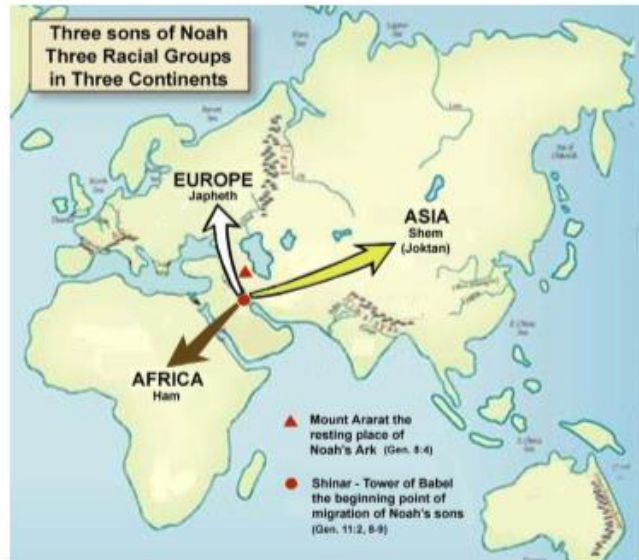 Three sons of Noah
Three Racial Groups
in Three Continents
EUROPE
Japheth
ASIA
Shem
(Joktan)
AFRICA
Ham
Mount Ararat the
resting place of
Noah's Ark (Gen. 8:4)
Shinar - Tower of Babel
the beginning point of
migration of Noah's sons
(Gen. 11:2, 8-9)